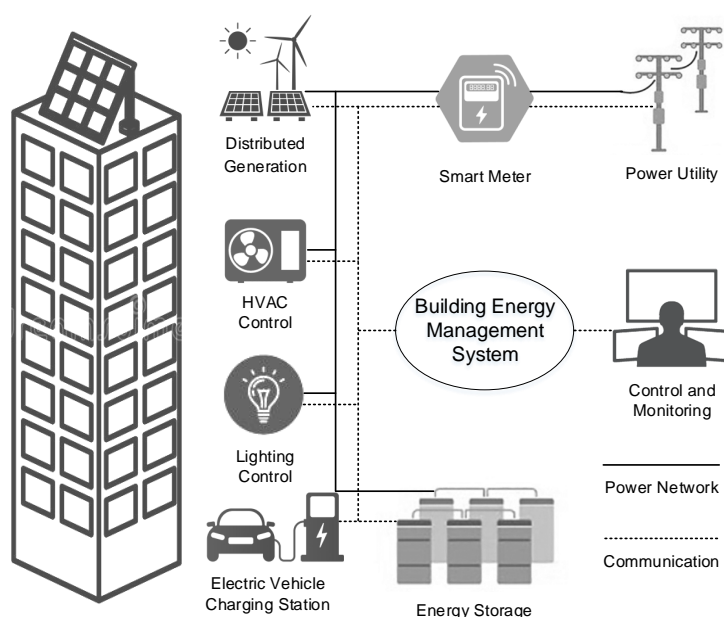 Distributed
Generation
Smart Meter
Power Utility
HVAC
Control
Building Energy
Management
System
Control and
Monitoring
Lighting
Control
Power Network
Electric Vehicle
Charging Station
Communication
Energy Storage